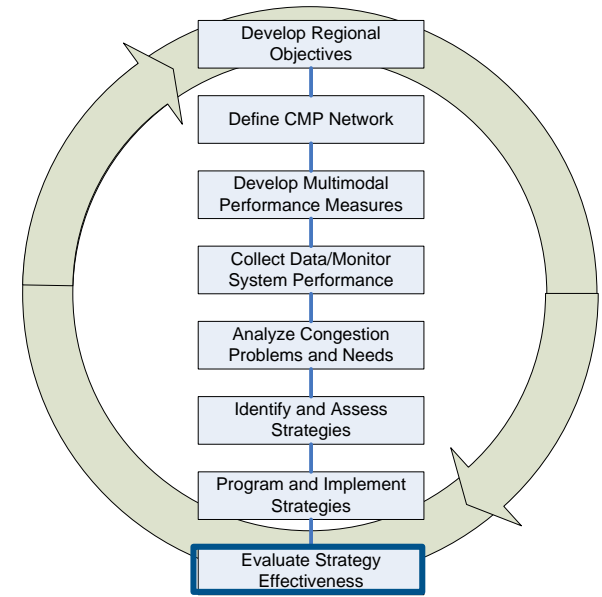 Develop Regional
Objectives
Define CMP Network
Develop Multimodal
Performance Measures
Collect Data/Monitor
System Performance
Analyze Congestion
Problems and Needs
Identify and Assess
Strategies
Program and Implement
Strategies
Evaluate Strategy
Effectiveness